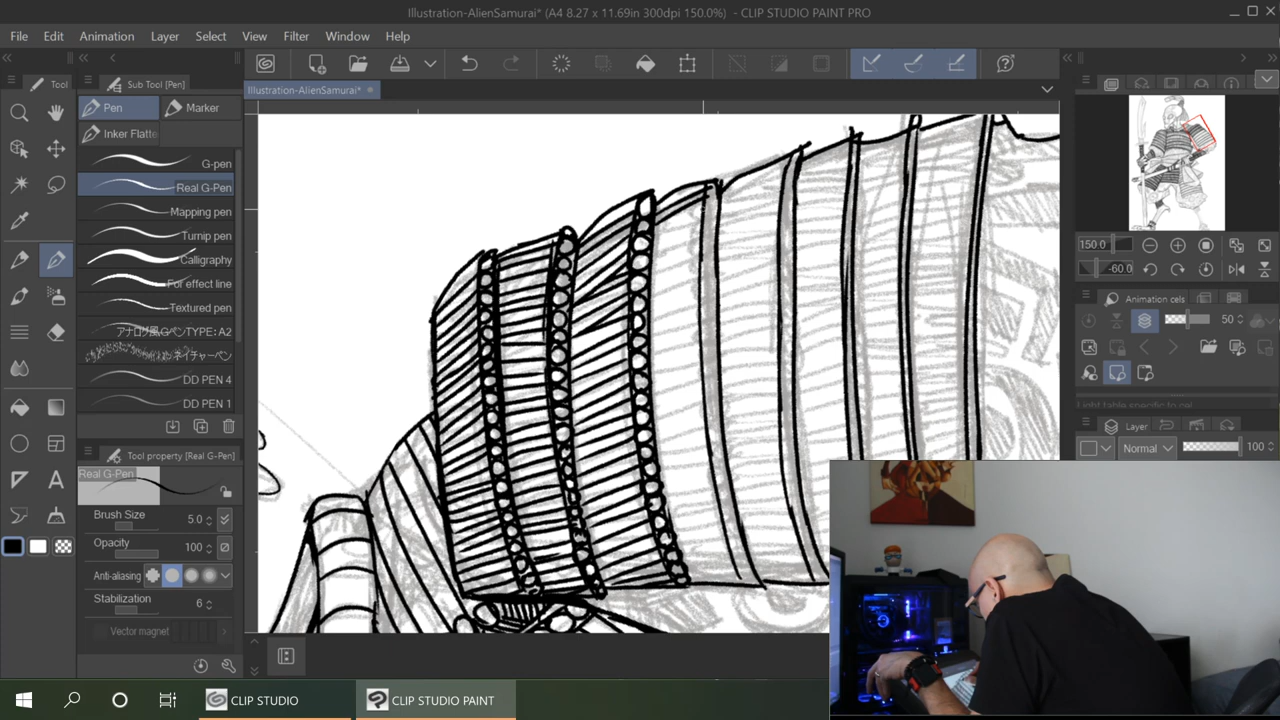 Illustration-AlienSamurai* (A4 8.27 x 11.69in 300dpi 150.0%) - CLIP STUDIO PAINT PRO
File Edit Animation Layer Select View Filter Window Help
Tool
Sub Tool [Pen]
Illustration-AlienSamurai*
Pen
Marker
Inker Flatte
G-pen
Real G-Pen
Mapping pen
Turnip pen
Calligraphy
For effect line
Textured pen
アナログ風GペンTYPE:A2
DD PEN 4
DD PEN 1
Tool property [Real G-Pen]
Real G-Pen
Brush Size 5.0
Opacity 100
Anti-aliasing
Stabilization 6
Vector magnet
150.0
-60.0
Animation cels
50
Light table specific to cel
Layer
Normal 100
CLIP STUDIO
CLIP STUDIO PAINT